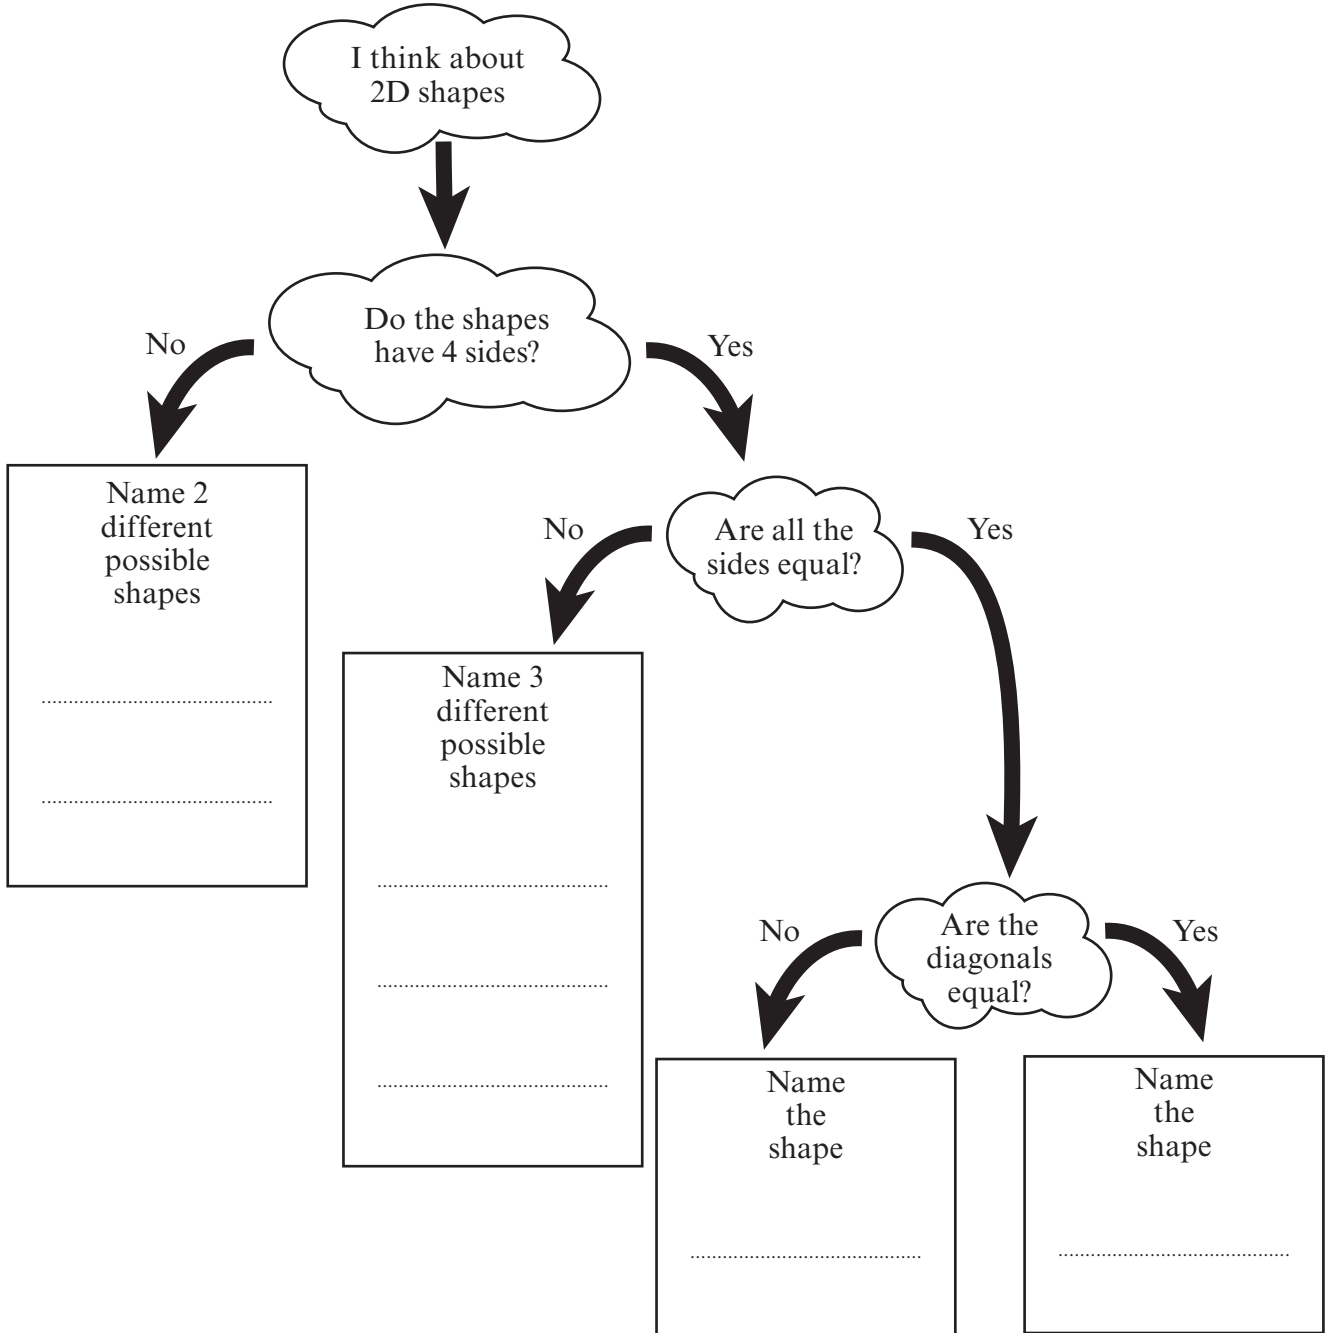 I think about
2D shapes
Do the shapes
have 4 sides?
No
Yes
Name 2
different
possible
shapes
Are all the
sides equal?
No
Yes
Name 3
different
possible
shapes
Are the
diagonals
equal?
No
Yes
Name
the
shape
Name
the
shape